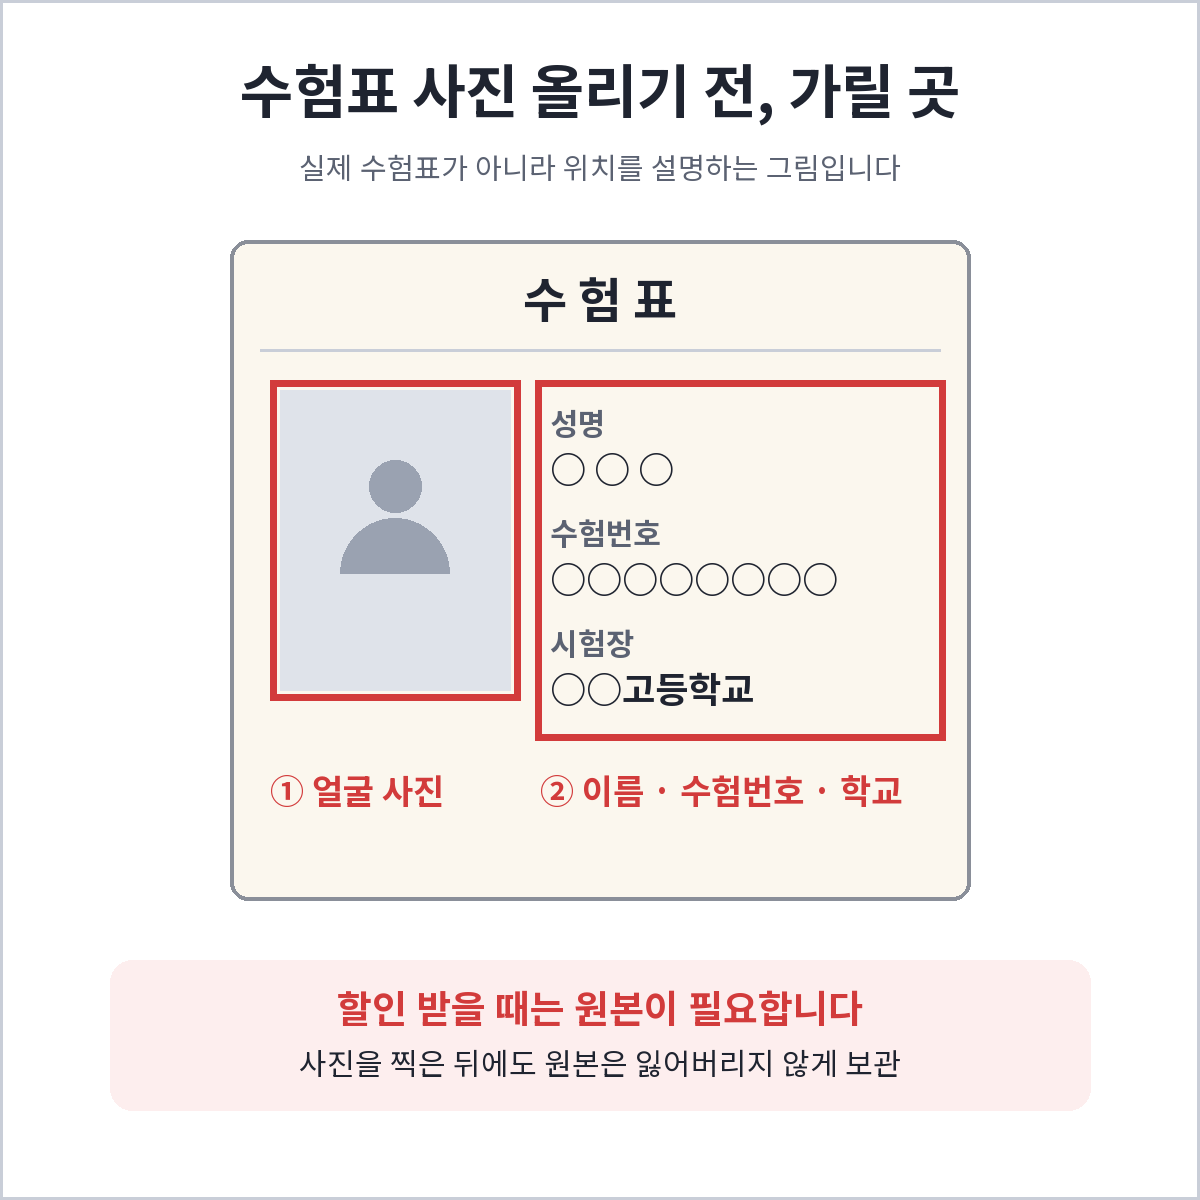 수험표 사진 올리기 전, 가릴 곳
실제 수험표가 아니라 위치를 설명하는 그림입니다
수 험 표
성명
○ ○ ○
수험번호
○○○○○○○○
시험장
○○고등학교
① 얼굴 사진
② 이름 · 수험번호 · 학교
할인 받을 때는 원본이 필요합니다
사진을 찍은 뒤에도 원본은 잃어버리지 않게 보관